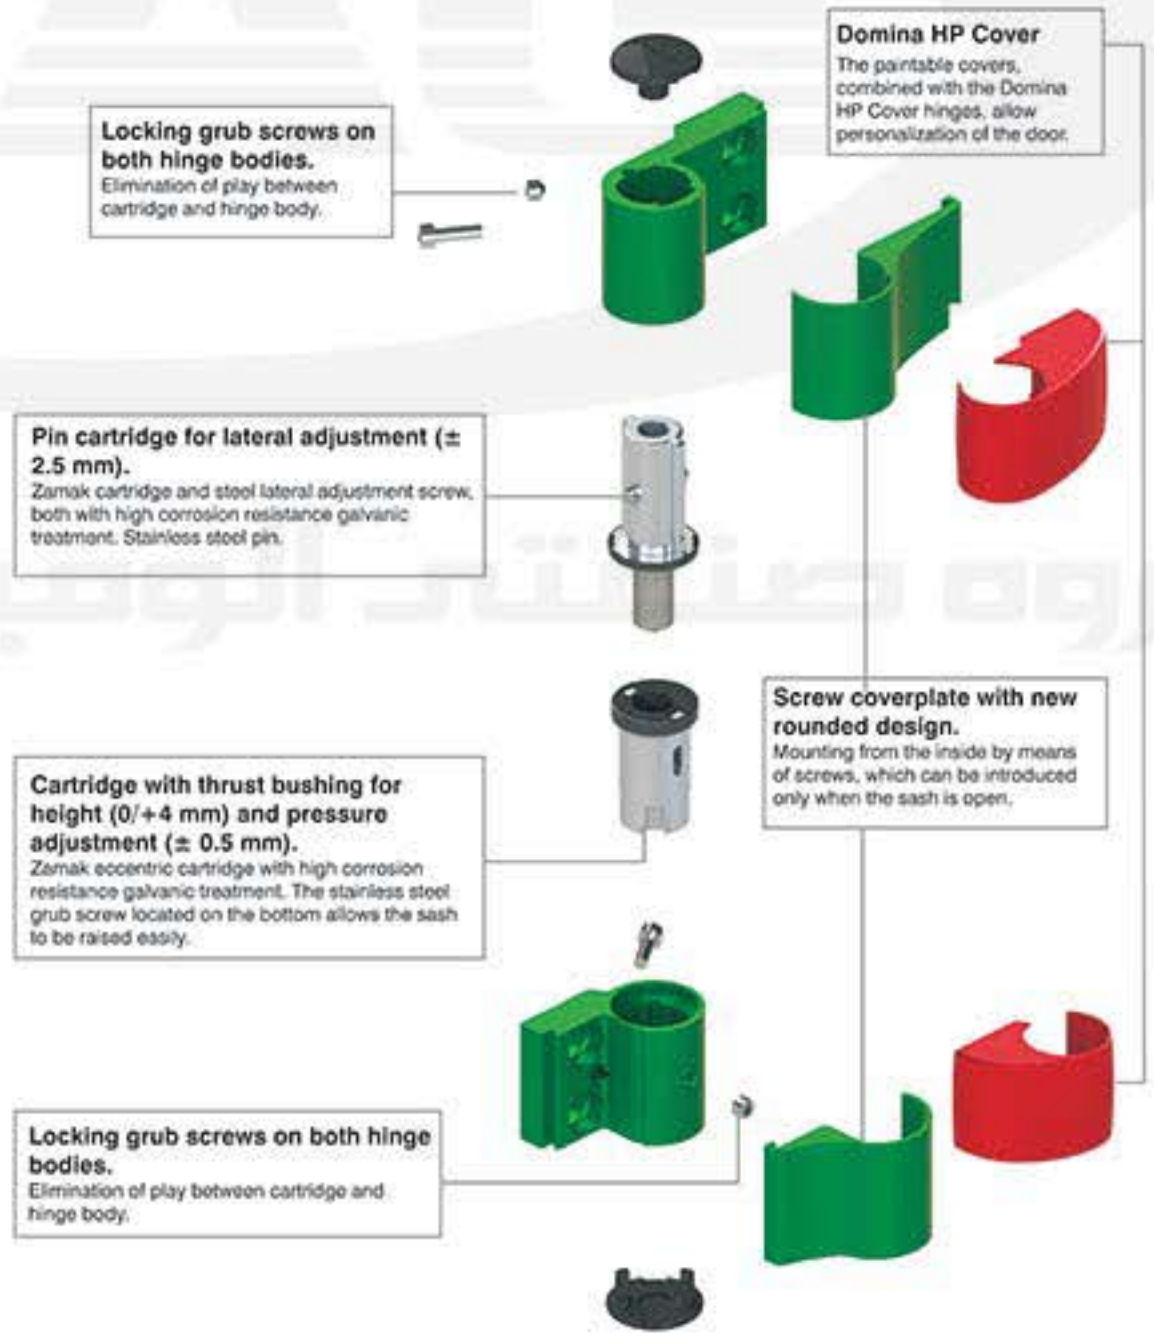 Domina HP Cover
The paintable covers,
combined with the Domina
HP Cover hinges, allow
personalization of the door.
Locking grub screws on
both hinge bodies.
Elimination of play between
cartridge and hinge body.
Pin cartridge for lateral adjustment (±
2.5 mm).
Zamak cartridge and steel lateral adjustment screw,
both with high corrosion resistance galvanic
treatment. Stainless steel pin.
Screw coverplate with new
rounded design.
Mounting from the inside by means
of screws, which can be introduced
only when the sash is open.
Cartridge with thrust bushing for
height (0/+4 mm) and pressure
adjustment (± 0.5 mm).
Zamak eccentric cartridge with high corrosion
resistance galvanic treatment. The stainless steel
grub screw located on the bottom allows the sash
to be raised easily.
Locking grub screws on both hinge
bodies.
Elimination of play between cartridge and
hinge body.